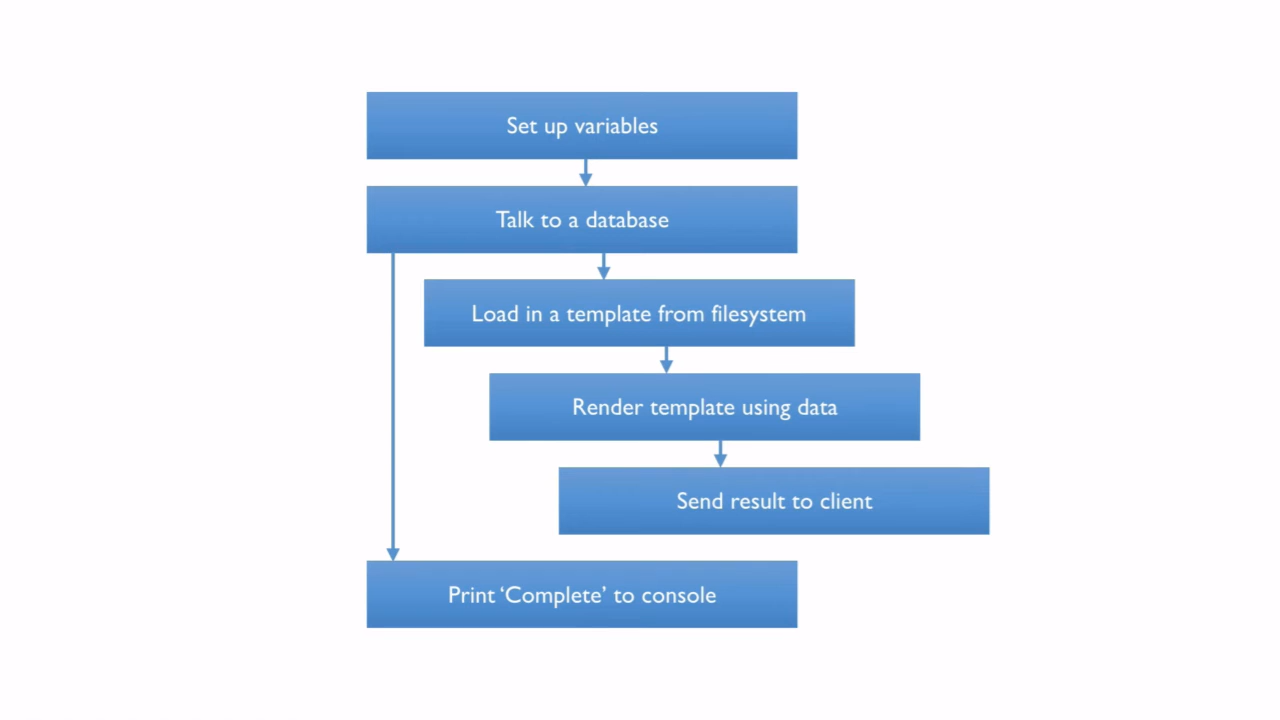 Set up variables
Talk to a database
Load in a template from filesystem
Render template using data
Send result to client
Print ‘Complete’ to console